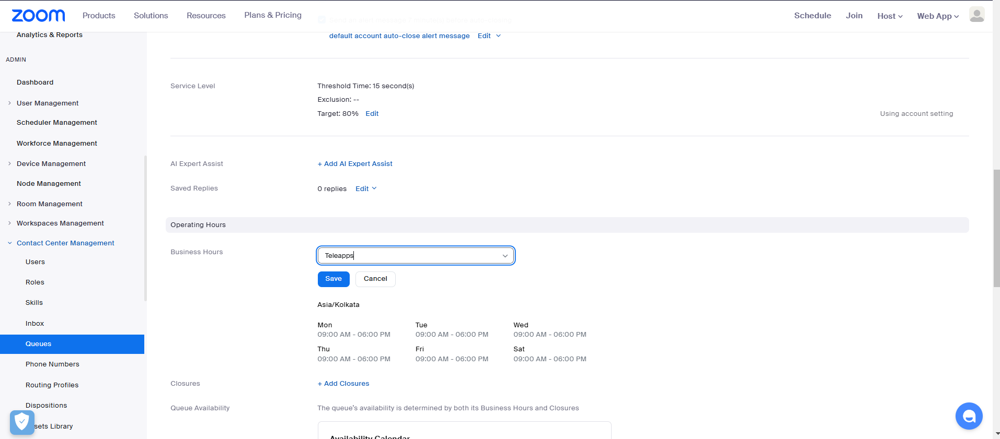 zoom
Products Solutions Resources Plans & Pricing Schedule Join Host Web App
Send an alert message 7 minute(s) before auto-closing
Analytics & Reports
default account auto-close alert message Edit
ADMIN
Dashboard
User Management
Scheduler Management
Workforce Management
Device Management
Node Management
Room Management
Workspaces Management
Contact Center Management
Users
Roles
Skills
Inbox
Queues
Phone Numbers
Routing Profiles
Dispositions
sets Library
Service Level
Threshold Time: 15 second(s)
Exclusion: --
Target: 80% Edit
Using account setting
AI Expert Assist
+ Add AI Expert Assist
Saved Replies
0 replies Edit
Operating Hours
Business Hours
Teleapps
Save Cancel
Asia/Kolkata
Mon Tue Wed
09:00 AM - 06:00 PM 09:00 AM - 06:00 PM 09:00 AM - 06:00 PM
Thu Fri Sat
09:00 AM - 06:00 PM 09:00 AM - 06:00 PM 09:00 AM - 06:00 PM
Closures
+ Add Closures
Queue Availability
The queue's availability is determined by both its Business Hours and Closures
Availability Calendar